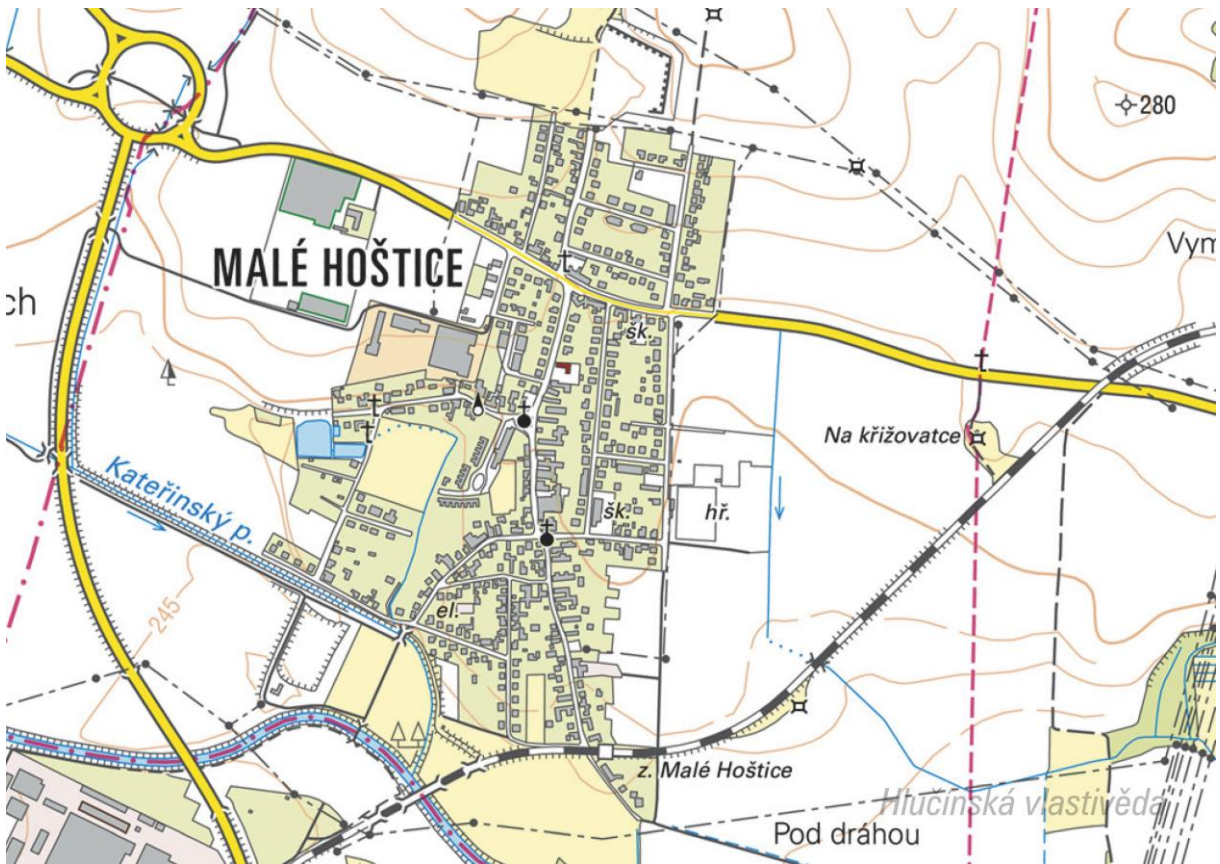 280
Vym
MALÉ HOŠTICE
ch
šk.
Na křižovatce
Kateřinský p.
šk.
hř.
245
el.
z. Malé Hoštice
Hlučínská vlastivěda
Pod dráhou